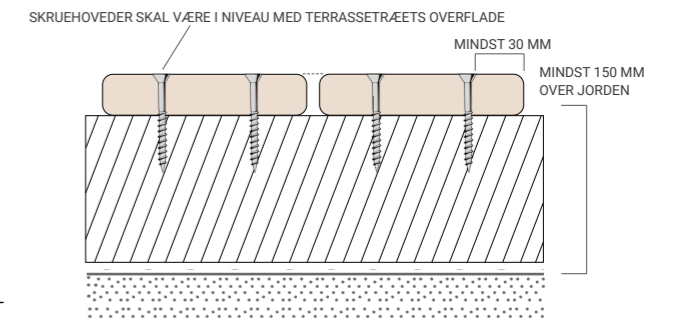 SKRUEHOVEDER SKAL VÆRE I NIVEAU MED TERRASSETRÆETS OVERFLADE
MINDST 30 MM
MINDST 150 MM
OVER JORDEN